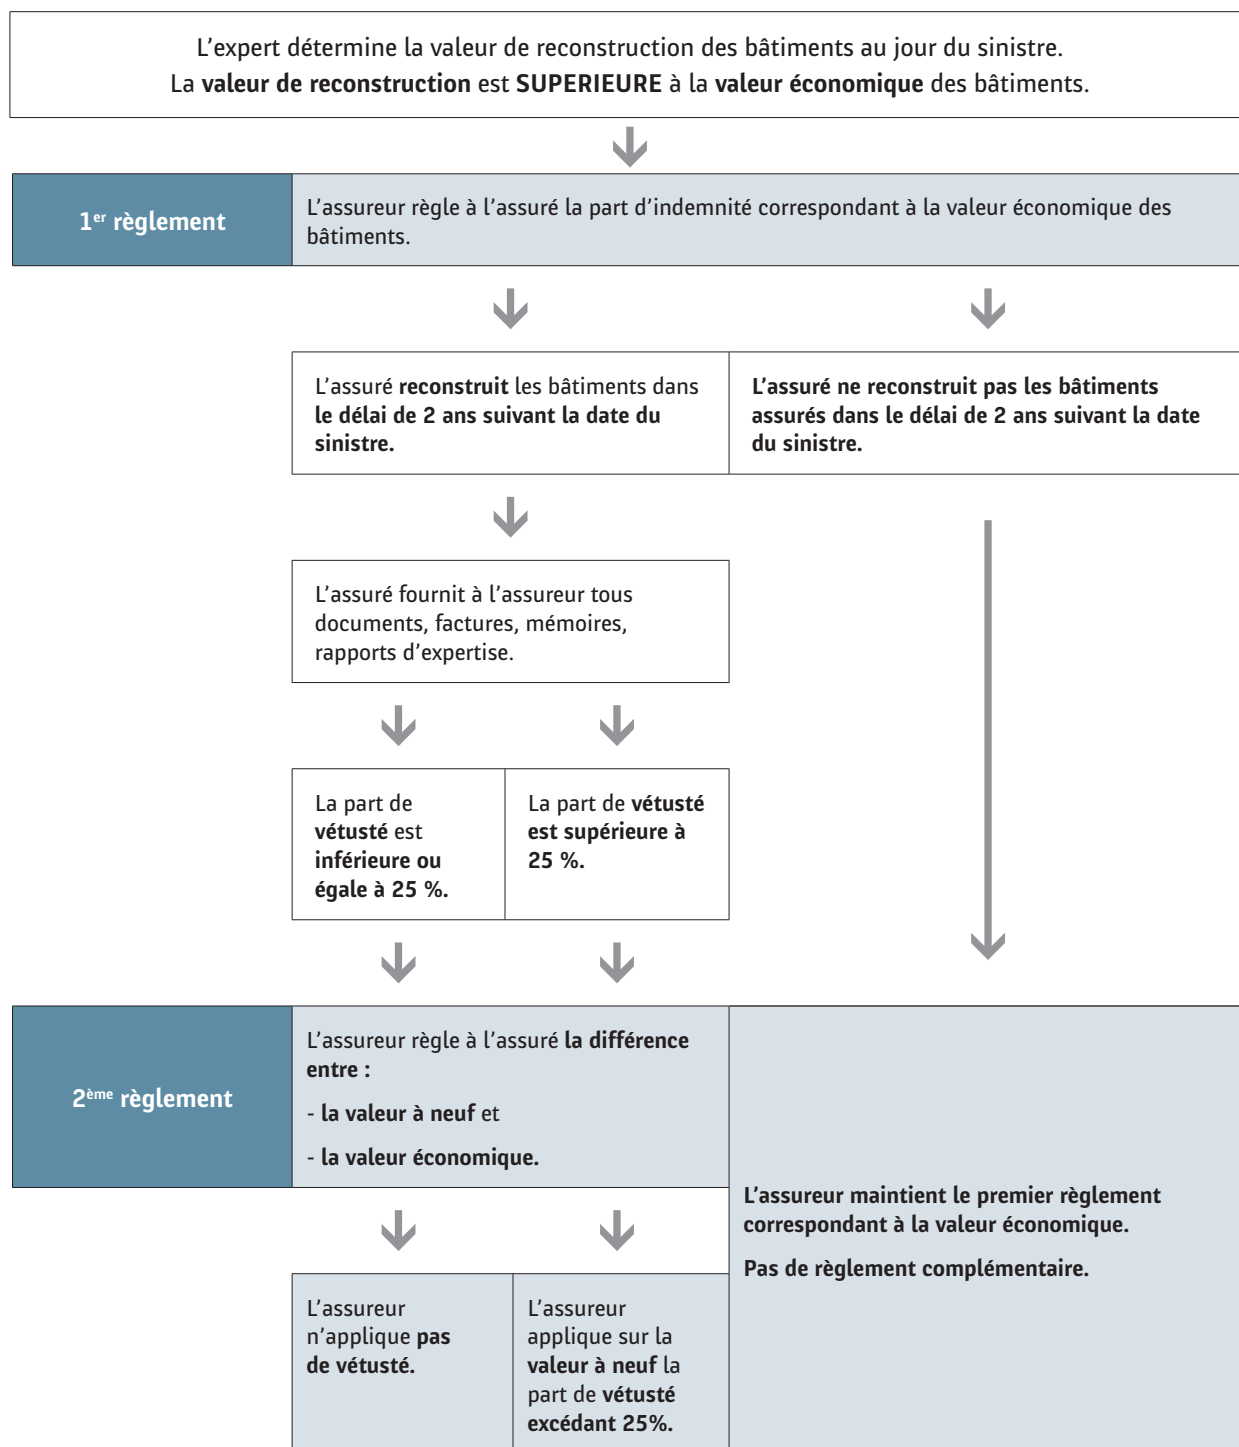 L’expert détermine la valeur de reconstruction des bâtiments au jour du sinistre.
La valeur de reconstruction est SUPERIEURE à la valeur économique des bâtiments.
1er règlement
L’assureur règle à l’assuré la part d’indemnité correspondant à la valeur économique des
bâtiments.
L’assuré reconstruit les bâtiments dans
le délai de 2 ans suivant la date du
sinistre.
L’assuré ne reconstruit pas les bâtiments
assurés dans le délai de 2 ans suivant la date
du sinistre.
L’assuré fournit à l’assureur tous
documents, factures, mémoires,
rapports d’expertise.
La part de
vétusté est
inférieure ou
égale à 25 %.
La part de vétusté
est supérieure à
25 %.
2ème règlement
L’assureur règle à l’assuré la différence
entre :
- la valeur à neuf et
- la valeur économique.
L’assureur maintient le premier règlement
correspondant à la valeur économique.
Pas de règlement complémentaire.
L’assureur
n’applique pas
de vétusté.
L’assureur
applique sur la
valeur à neuf la
part de vétusté
excédant 25%.